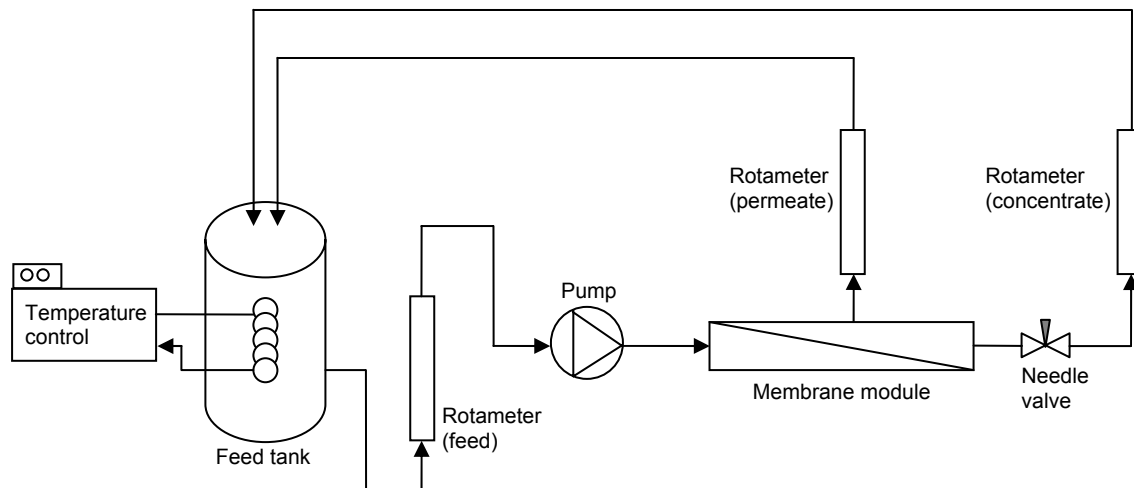 Rotameter
(permeate)
Rotameter
(concentrate)
Temperature
control
Pump
Membrane module
Needle
valve
Rotameter
(feed)
Feed tank